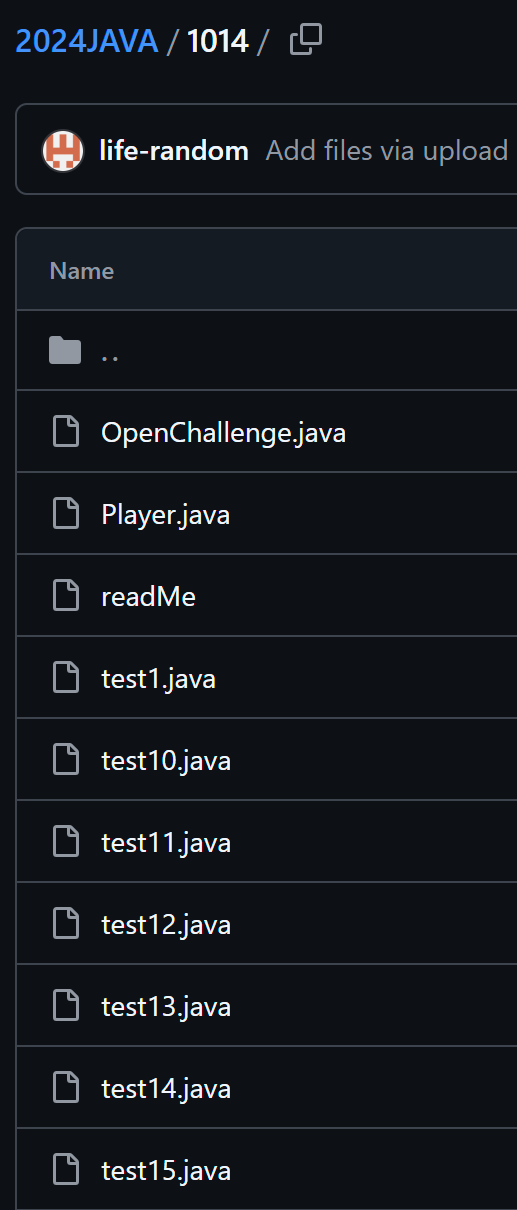 2024JAVA / 1014 /
life-random Add files via upload
Name
..
OpenChallenge.java
Player.java
readMe
test1.java
test10.java
test11.java
test12.java
test13.java
test14.java
test15.java